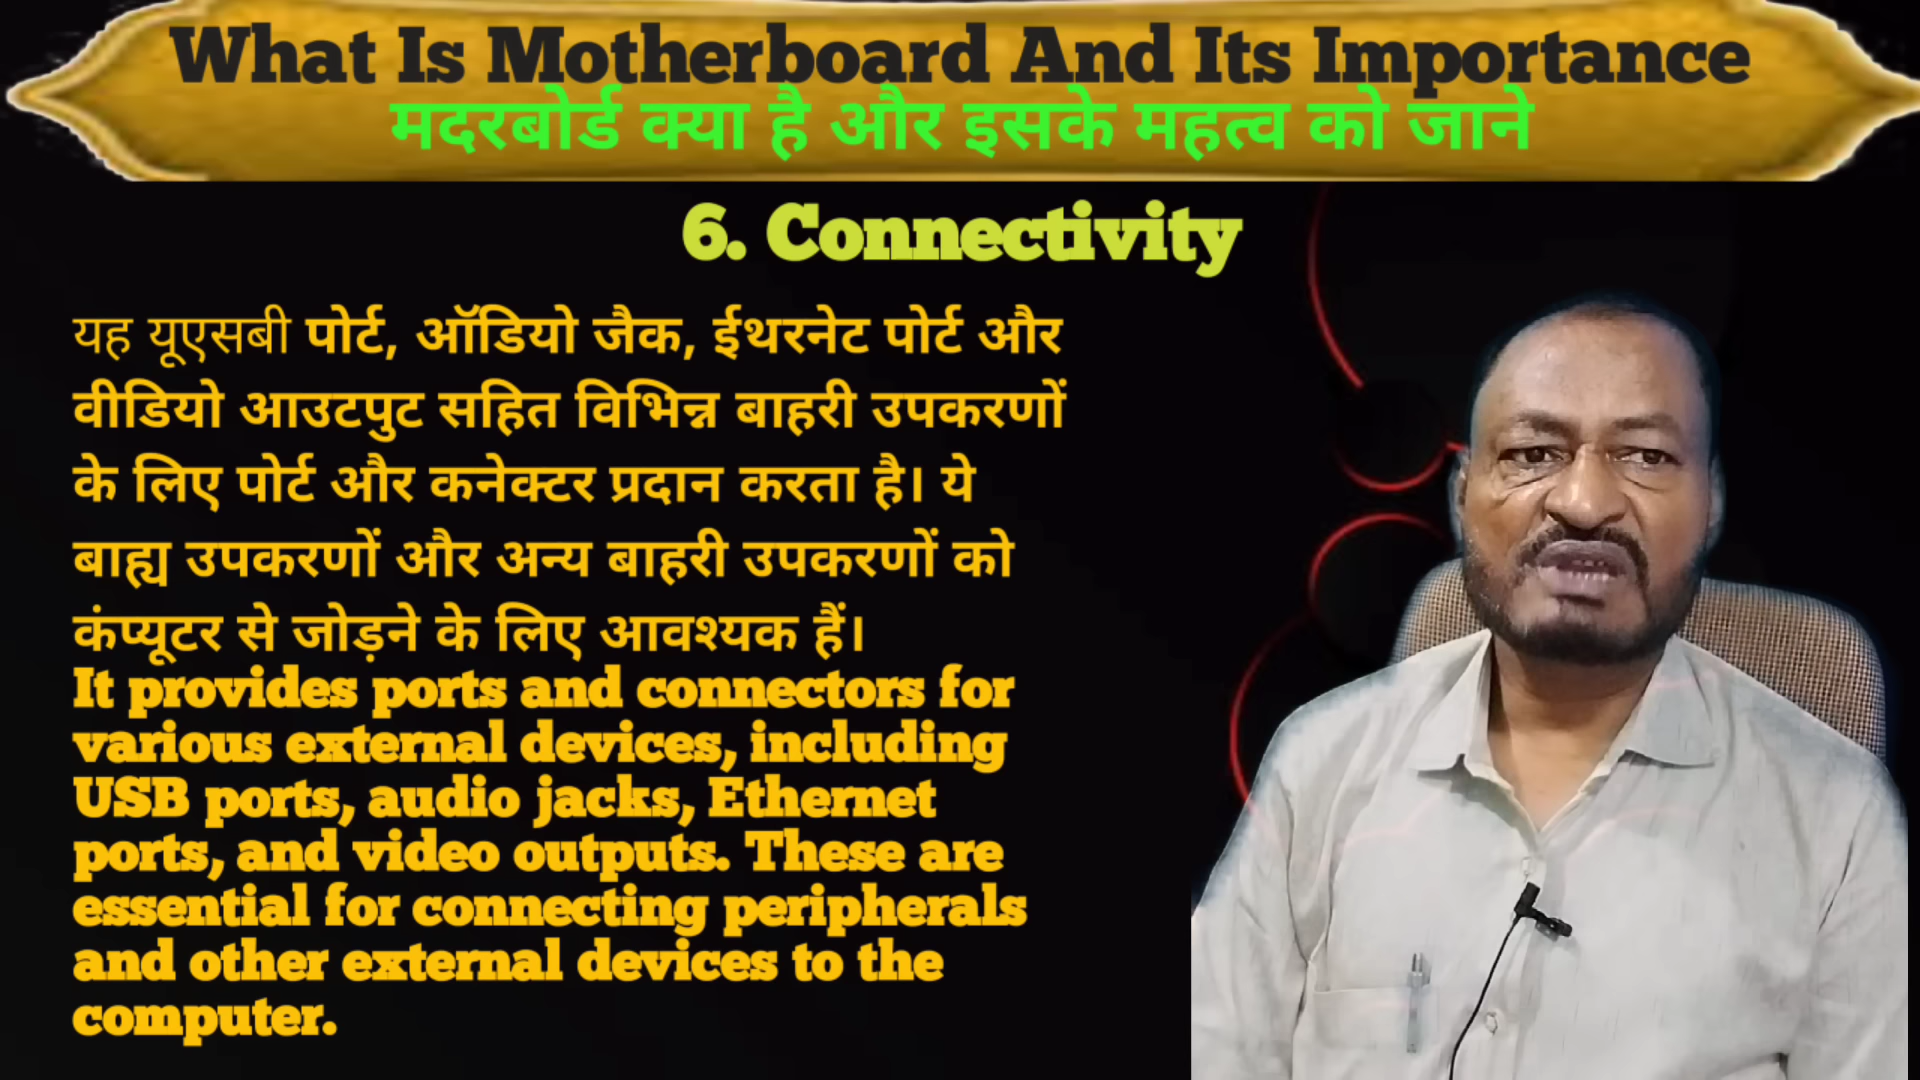 What Is Motherboard And Its Importance
मदरबोर्ड क्या है और इसके महत्व को जाने
6. Connectivity
यह यूएसबी पोर्ट, ऑडियो जैक, ईथरनेट पोर्ट और
वीडियो आउटपुट सहित विभिन्न बाहरी उपकरणों
के लिए पोर्ट और कनेक्टर प्रदान करता है। ये
बाह्य उपकरणों और अन्य बाहरी उपकरणों को
कंप्यूटर से जोड़ने के लिए आवश्यक हैं।
It provides ports and connectors for
various external devices, including
USB ports, audio jacks, Ethernet
ports, and video outputs. These are
essential for connecting peripherals
and other external devices to the
computer.